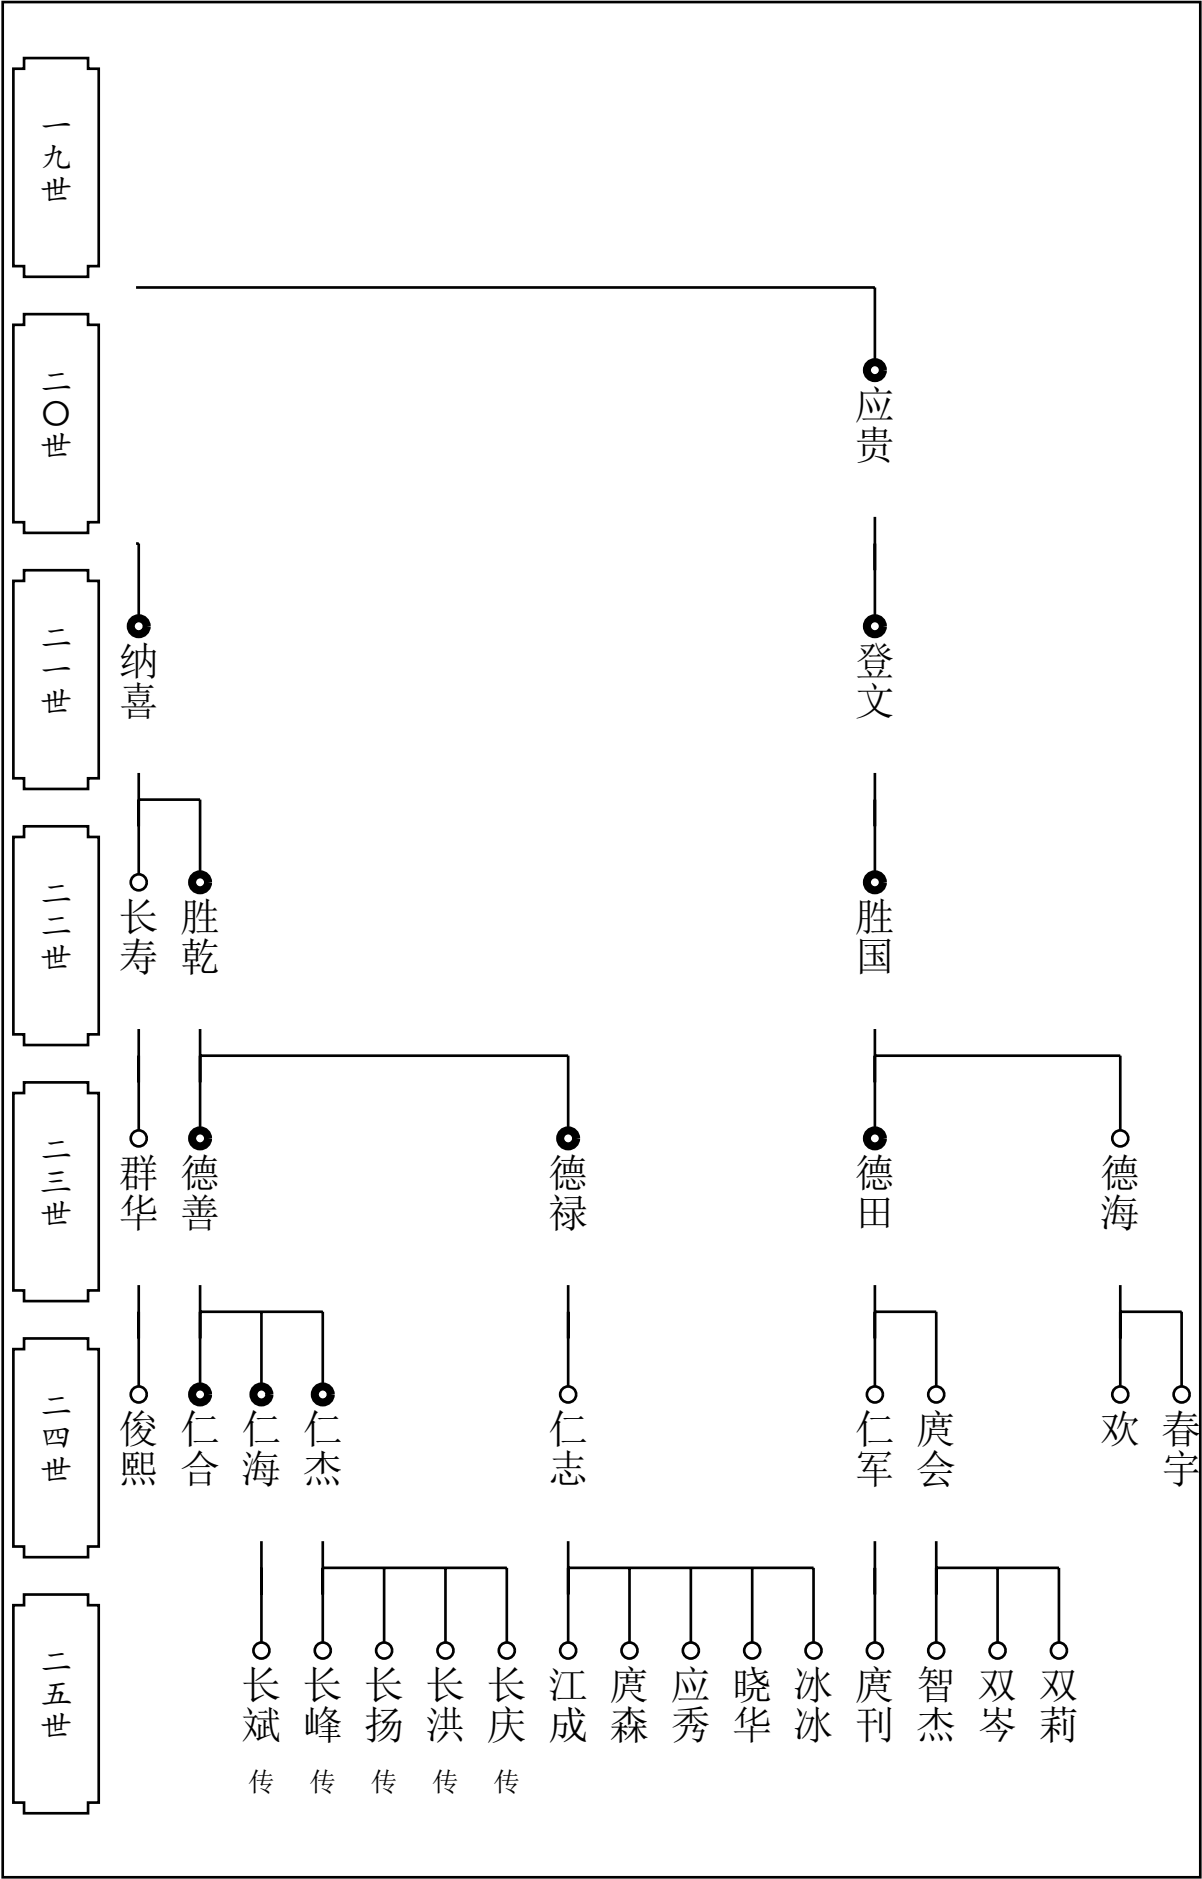 一九世
二〇世
应贵
二一世
纳喜
登文
二二世
长寿
胜乾
胜国
二三世
群华
德善
德禄
德田
德海
二四世
俊熙
仁合
仁海
仁杰
仁志
仁军
庹会
欢
春宇
二五世
长斌 传
长峰 传
长扬 传
长洪 传
长庆 传
江成
庹森
应秀
晓华
冰冰
庹刊
智杰
双岑
双莉